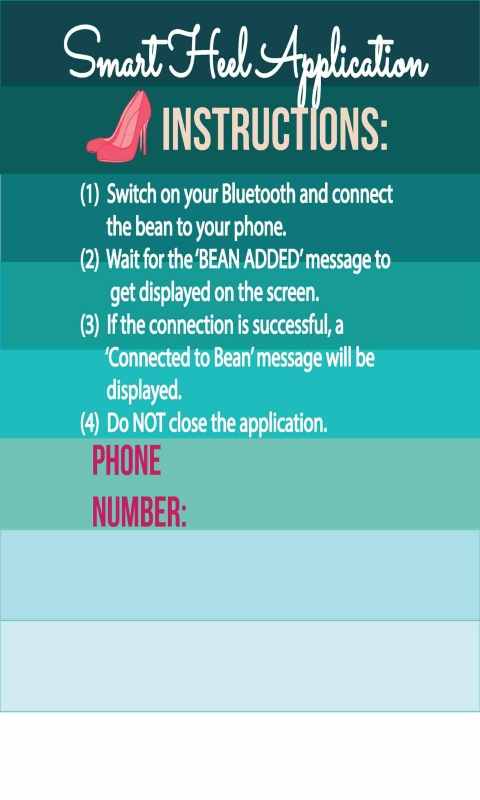 Smart Heel Application
INSTRUCTIONS:
(1) Switch on your Bluetooth and connect
the bean to your phone.
(2) Wait for the ‘BEAN ADDED’ message to
get displayed on the screen.
(3) If the connection is successful, a
‘Connected to Bean’ message will be
displayed.
(4) Do NOT close the application.
PHONE
NUMBER: